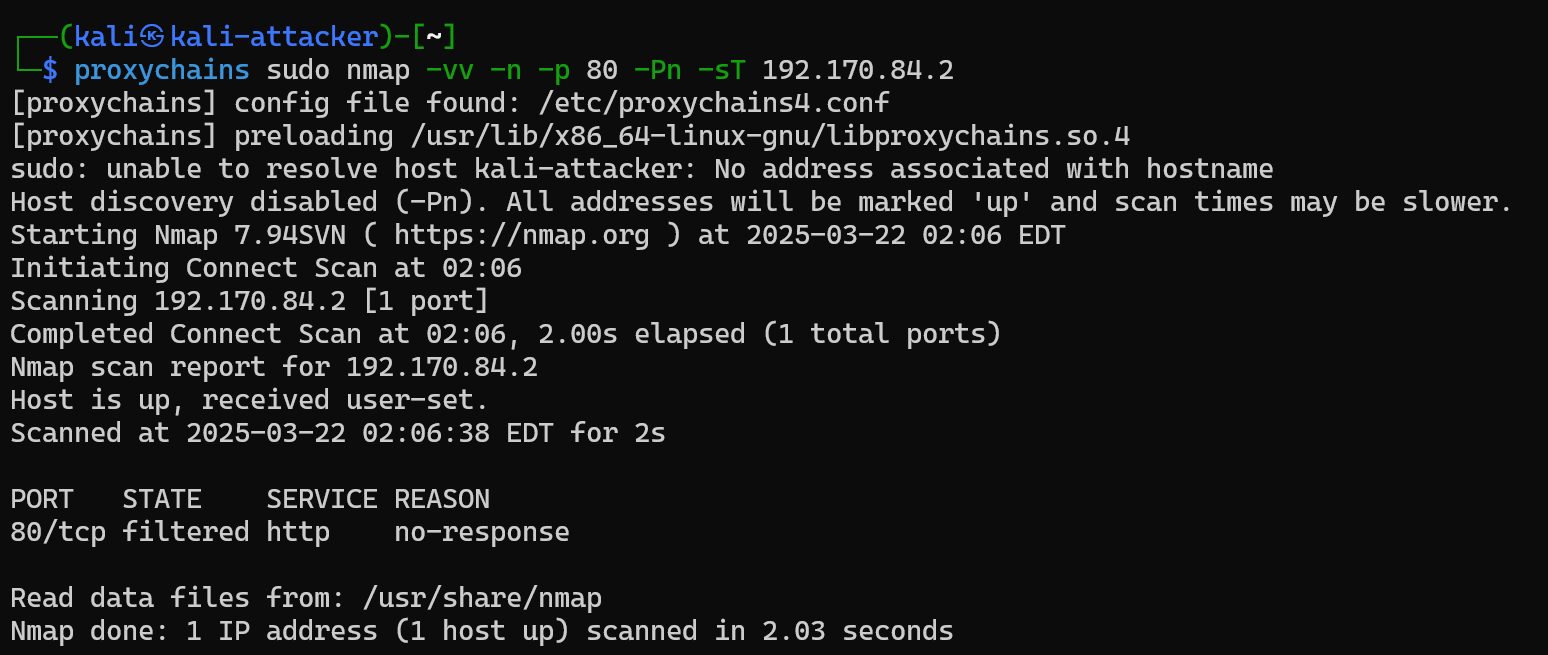 ┌──(kali㉿kali-attacker)-[~]
└─$ proxychains sudo nmap -vv -n -p 80 -Pn -sT 192.170.84.2
[proxychains] config file found: /etc/proxychains4.conf
[proxychains] preloading /usr/lib/x86_64-linux-gnu/libproxychains.so.4
sudo: unable to resolve host kali-attacker: No address associated with hostname
Host discovery disabled (-Pn). All addresses will be marked 'up' and scan times may be slower.
Starting Nmap 7.94SVN ( https://nmap.org ) at 2025-03-22 02:06 EDT
Initiating Connect Scan at 02:06
Scanning 192.170.84.2 [1 port]
Completed Connect Scan at 02:06, 2.00s elapsed (1 total ports)
Nmap scan report for 192.170.84.2
Host is up, received user-set.
Scanned at 2025-03-22 02:06:38 EDT for 2s

PORT   STATE    SERVICE REASON
80/tcp filtered http    no-response

Read data files from: /usr/share/nmap
Nmap done: 1 IP address (1 host up) scanned in 2.03 seconds